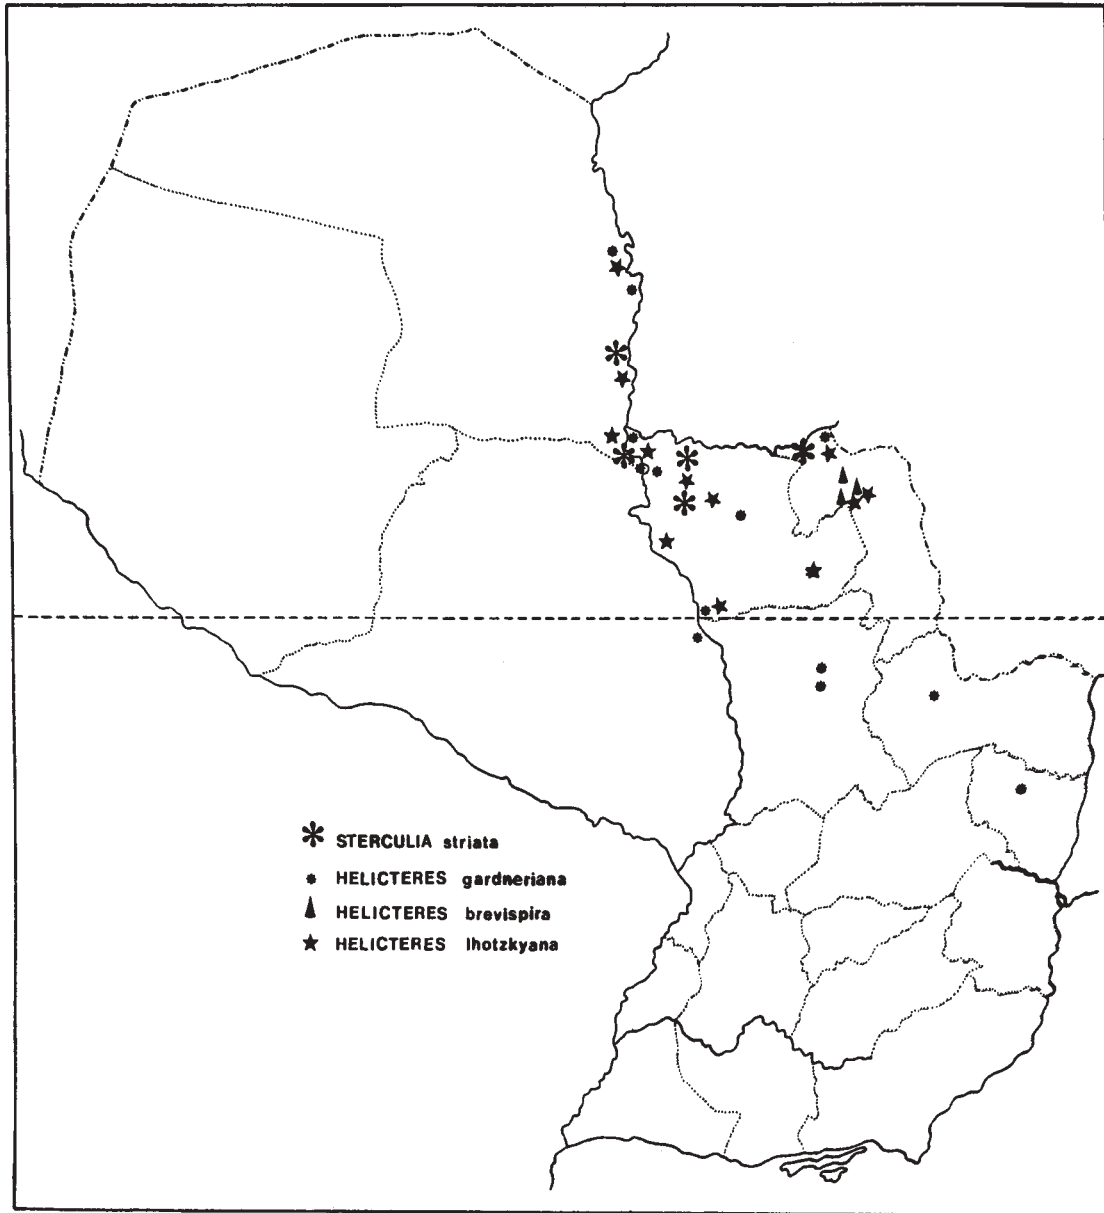 STERCULIA striata
HELICTERES gardneriana
HELICTERES brevispira
HELICTERES lhotzkyana